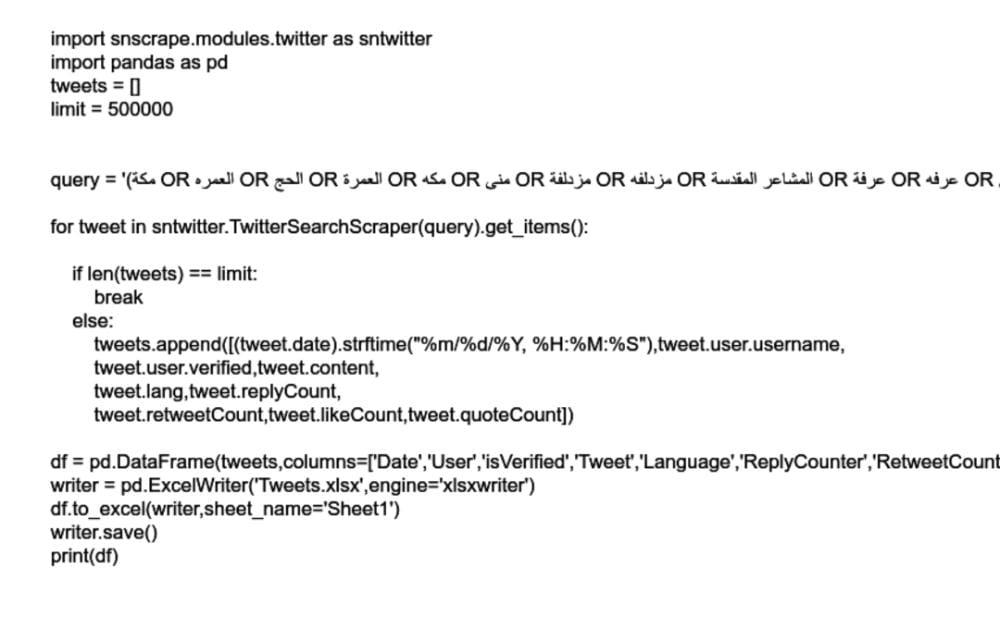 import snscrape.modules.twitter as sntwitter
import pandas as pd
tweets = []
limit = 500000
query = '(مكة OR العمره OR الحج OR العمرة OR مكه OR منى OR مزدلفة OR مزدلفه OR المشاعر المقدسة OR عرفة OR عرفه OR
for tweet in sntwitter.TwitterSearchScraper(query).get_items():
if len(tweets) == limit:
break
else:
tweets.append([(tweet.date).strftime("%m/%d/%Y, %H:%M:%S"),tweet.user.username,
tweet.user.verified,tweet.content,
tweet.lang,tweet.replyCount,
tweet.retweetCount,tweet.likeCount,tweet.quoteCount])
df = pd.DataFrame(tweets,columns=['Date','User','isVerified','Tweet','Language','ReplyCounter','RetweetCount
writer = pd.ExcelWriter('Tweets.xlsx',engine='xlsxwriter')
df.to_excel(writer,sheet_name='Sheet1')
writer.save()
print(df)